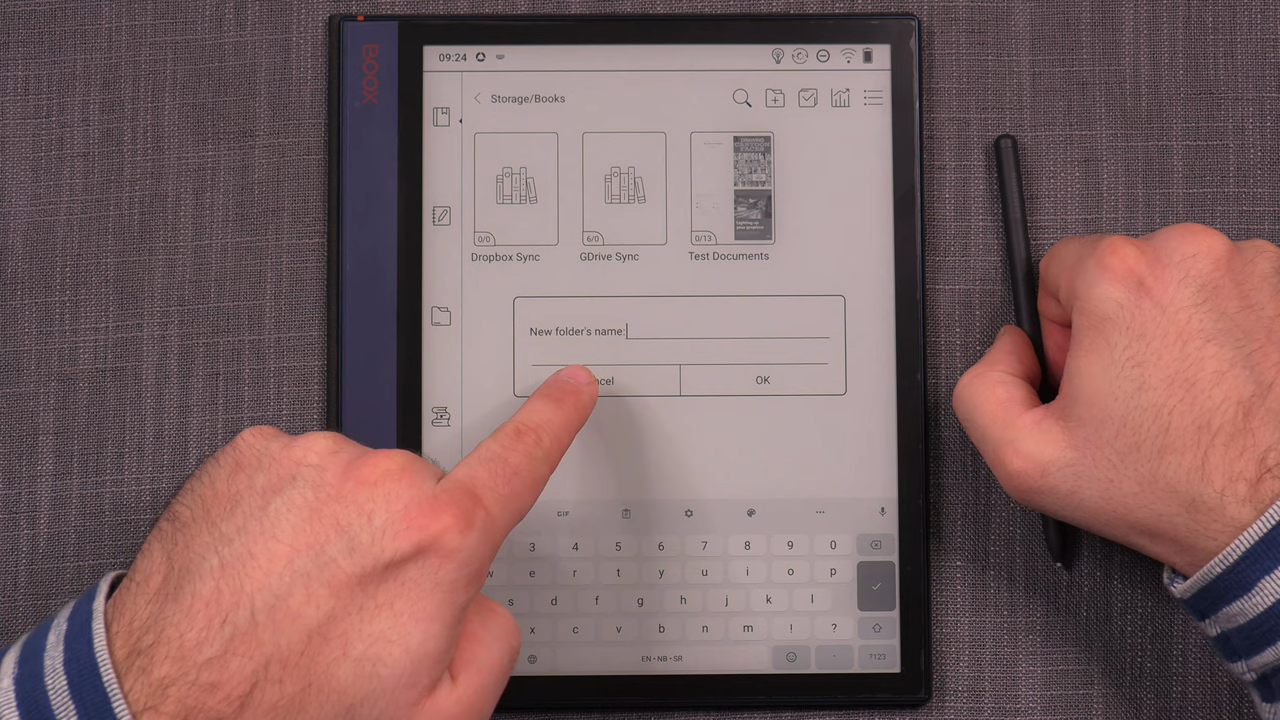 BOOX
09:24
Storage/Books
0/0
6/0
0/13
Dropbox Sync
GDrive Sync
Test Documents
New folder's name:
ncel
OK
GIF
3 4 5 6 7 8 9 0
w e r t y u i o p
s d f g h j k l
x c v b n m ! ?
EN • NB • SR
?123